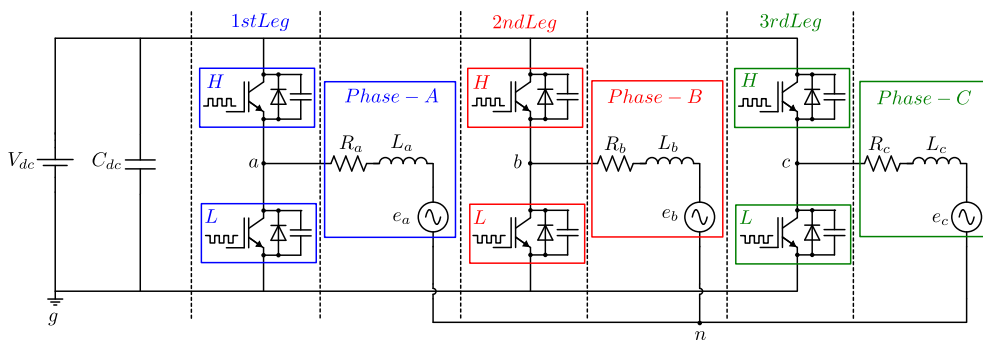 1stLeg
2ndLeg
3rdLeg
H
H
H
Phase − A
Phase − B
Phase − C
V_dc
C_dc
a
R_a
L_a
b
R_b
L_b
c
R_c
L_c
L
e_a
L
e_b
L
e_c
g
n